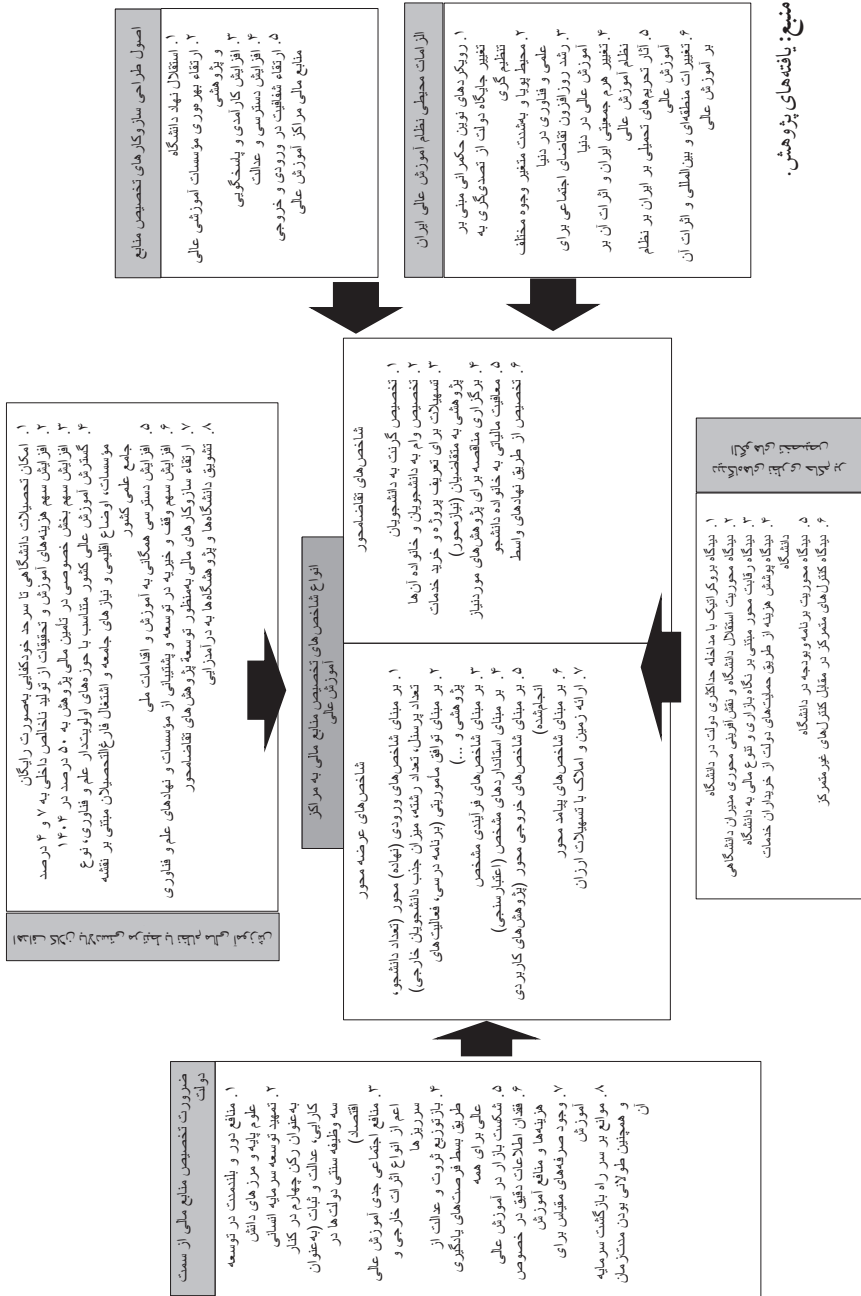 ضرورت تخصیص منابع مالی از سمت
دولت
۱. منافع دور و بلندمدت در توسعه
علوم پایه و مرزهای دانش
۲. تمهید توسعه سرمایه انسانی
به‌عنوان رکن چهارم در کنار
سه وظیفه سنتی دولت‌ها در
کارایی، عدالت و ثبات (به‌عنوان
اقتصاد)
۳. منافع اجتماعی جدی آموزش عالی
اعم از انواع اثرات خارجی و
سرریزها
۴. بازتوزیع ثروت و عدالت از
طریق بسط فرصت‌های یادگیری
عالی برای همه
۵. شکست بازار در آموزش عالی
۶. فقدان اطلاعات دقیق در خصوص
هزینه‌ها و منافع آموزش
۷. وجود صرفه‌های مقیاس برای
آموزش
۸. موانع بر سر راه بازگشت سرمایه
و همچنین طولانی بودن مدت‌زمان
آن
اهداف کلان بالادستی مرتبط با نظام مالی آموزش
۱. امکان تحصیلات دانشگاهی تا سرحد خودکفایی به‌صورت رایگان
۲. افزایش سهم هزینه‌های آموزش و تحقیقات از تولید ناخالص داخلی به ۷ و ۴ درصد
۳. افزایش سهم بخش خصوصی در تامین مالی پژوهش به ۵۰ درصد در ۱۴۰۴
۴. گسترش آموزش عالی کشور متناسب با حوزه‌های اولویت‌دار علم و فناوری، نوع
مؤسسات، اوضاع اقلیمی و نیازهای جامعه و اشتغال فارغ‌التحصیلان مبتنی بر نقشه
جامع علمی کشور
۵. افزایش دسترسی همگانی به آموزش و اقدامات ملی
۶. افزایش سهم وقف و خیریه در توسعه و پشتیبانی از مؤسسات و نهادهای علم و فناوری
۷. ارتقاء سازوکارهای مالی به‌منظور توسعهٔ پژوهش‌های تقاضامحور
۸. تشویق دانشگاه‌ها و پژوهشگاه‌ها به درآمدزایی
انواع شاخص‌های تخصیص منابع مالی به مراکز
آموزش عالی
شاخص‌های عرضه محور
۱. بر مبنای شاخص‌های ورودی (نهاده) محور (تعداد دانشجو،
تعداد پرسنل، تعداد رشته، میزان جذب دانشجویان خارجی)
۲. بر مبنای توافق مأموریتی (برنامه درسی، فعالیت‌های
پژوهشی و ...)
۳. بر مبنای شاخص‌های فرآیندی مشخص
۴. بر مبنای استانداردهای مشخص (اعتبارسنجی)
۵. بر مبنای شاخص‌های خروجی محور (پژوهش‌های کاربردی
انجام‌شده)
۶. بر مبنای شاخص‌های پیامد محور
۷. ارائه زمین و املاک با تسهیلات ارزان
شاخص‌های تقاضامحور
۱. تخصیص گرنت به دانشجویان
۲. تخصیص وام به دانشجویان و خانواده آن‌ها
۳. تسهیلات برای تعریف پروژه و خرید خدمات
پژوهشی به متقاضیان (نیازمحور)
۴. برگزاری مناقصه برای پژوهش‌های موردنیاز
۵. معافیت مالیاتی به خانواده دانشجو
۶. تخصیص از طریق نهادهای واسط
دیدگاه‌های نظری حاکم بر
الگوهای تخصیص
۱. دیدگاه بروکراتیک با مداخله حداکثری دولت در دانشگاه
۲. دیدگاه محوریت استقلال دانشگاه و نقش‌آفرینی محوری مدیران دانشگاهی
۳. دیدگاه رقابت محور مبتنی بر نگاه بازاری و تنوع مالی به دانشگاه
۴. دیدگاه پوشش هزینه از طریق حمایت‌های دولت از خریداران خدمات
دانشگاه
۵. دیدگاه محوریت برنامه‌وبودجه در دانشگاه
۶. دیدگاه کنترل‌های متمرکز در مقابل کنترل‌های غیرمتمرکز
اصول طراحی سازوکارهای تخصیص منابع
۱. استقلال نهاد دانشگاه
۲. ارتقاء بهره‌وری مؤسسات آموزشی عالی
و پژوهشی
۳. افزایش کارآمدی و پاسخگویی
۴. افزایش دسترسی و عدالت
۵. ارتقاء شفافیت در ورودی و خروجی
منابع مالی مراکز آموزش عالی
الزامات محیطی نظام آموزش عالی ایران
۱. رویکردهای نوین حکمرانی مبنی بر
تغییر جایگاه دولت از تصدی‌گری به
تنظیم گری
۲. محیط پویا و به‌شدت متغیر وجوه مختلف
علمی و فناوری در دنیا
۳. رشد روزافزون تقاضای اجتماعی برای
آموزش عالی در دنیا
۴. تغییر هرم جمعیتی ایران و اثرات آن بر
نظام آموزش عالی
۵. آثار تحریم‌های تحمیلی بر ایران بر نظام
آموزش عالی
۶. تغییرات منطقه‌ای و بین‌المللی و اثرات آن
بر آموزش عالی
منبع: یافته‌های پژوهش.